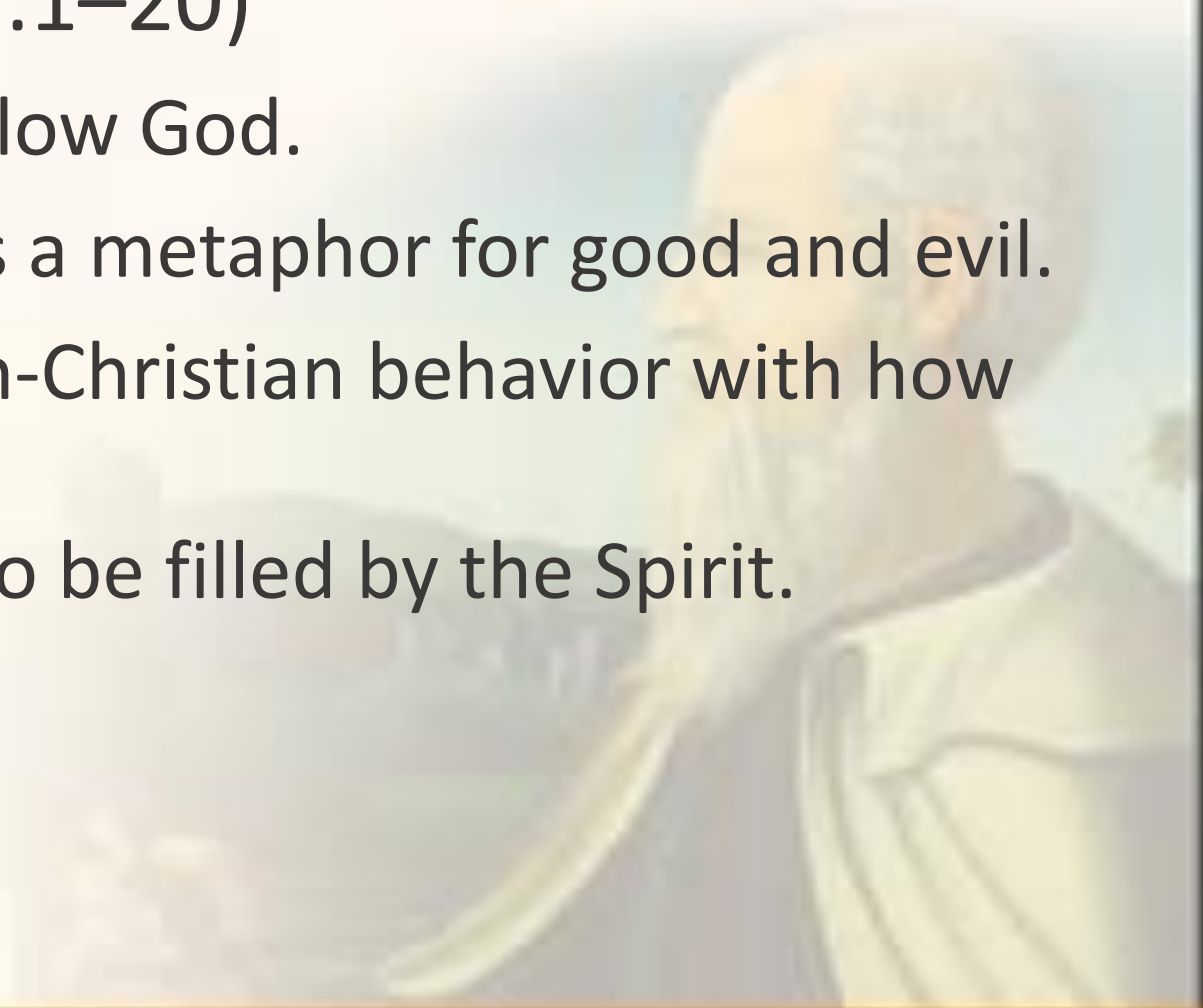 .1–20)
low God.
s a metaphor for good and evil.
n-Christian behavior with how
o be filled by the Spirit.